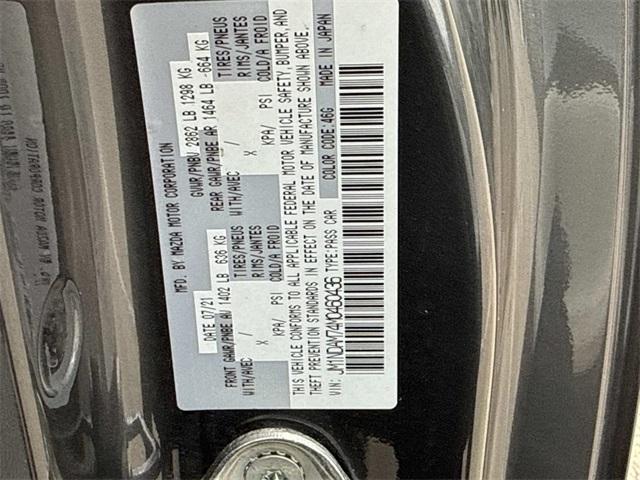 MFD. BY MAZDA MOTOR CORPORATION
DATE 07/21 GVWR/PNBV 2862 LB 1298 KG
FRONT GAWR/PNBE AV 1402 LB 636 KG REAR GAWR/PNBE AR 1464 LB 664 KG
WITH/AVEC TIRES/PNEUS WITH/AVEC TIRES/PNEUS
X RIMS/JANTES X RIMS/JANTES
KPA/ PSI COLD/A FROID KPA/ PSI COLD/A FROID
THIS VEHICLE CONFORMS TO ALL APPLICABLE FEDERAL MOTOR VEHICLE SAFETY, BUMPER, AND
THEFT PREVENTION STANDARDS IN EFFECT ON THE DATE OF MANUFACTURE SHOWN ABOVE.
VIN: JM1NDAM74M0460436 TYPE:PASS CAR COLOR CODE:46G MADE IN JAPAN